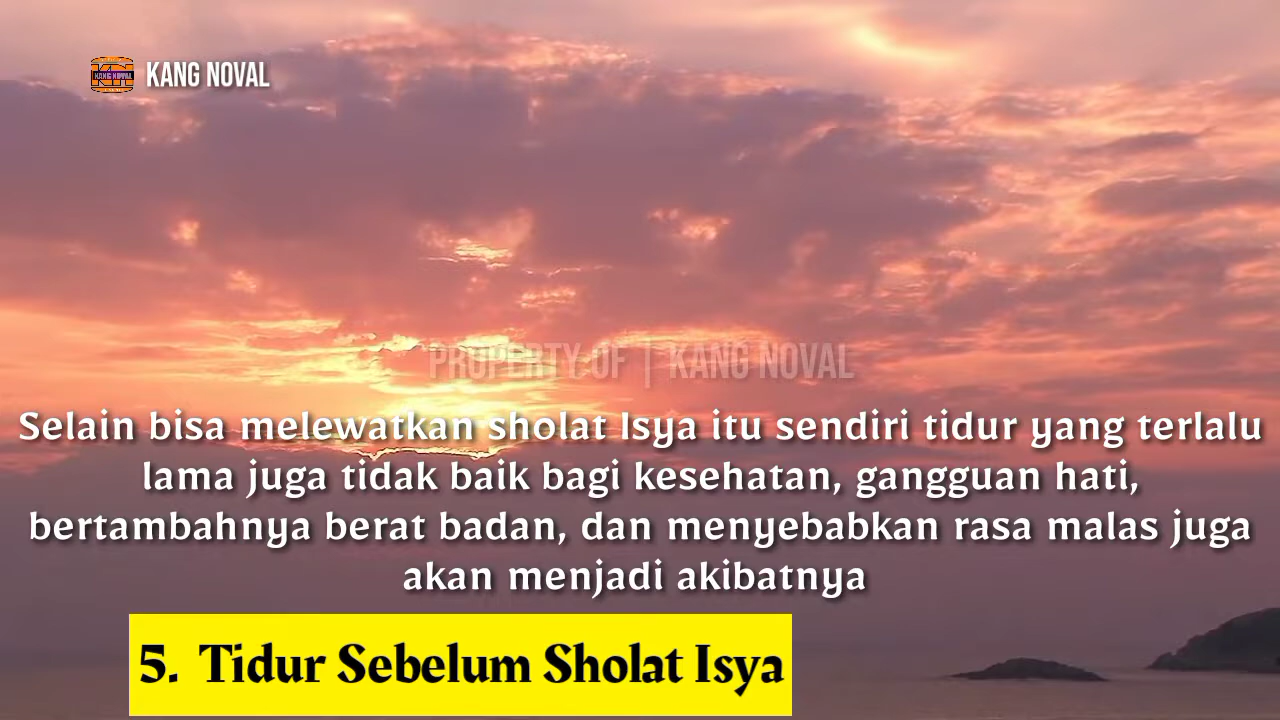 KANG NOVAL
KANG NOVAL
PROPERTY OF | KANG NOVAL
Selain bisa melewatkan sholat Isya itu sendiri tidur yang terlalu
lama juga tidak baik bagi kesehatan, gangguan hati,
bertambahnya berat badan, dan menyebabkan rasa malas juga
akan menjadi akibatnya
5. Tidur Sebelum Sholat Isya